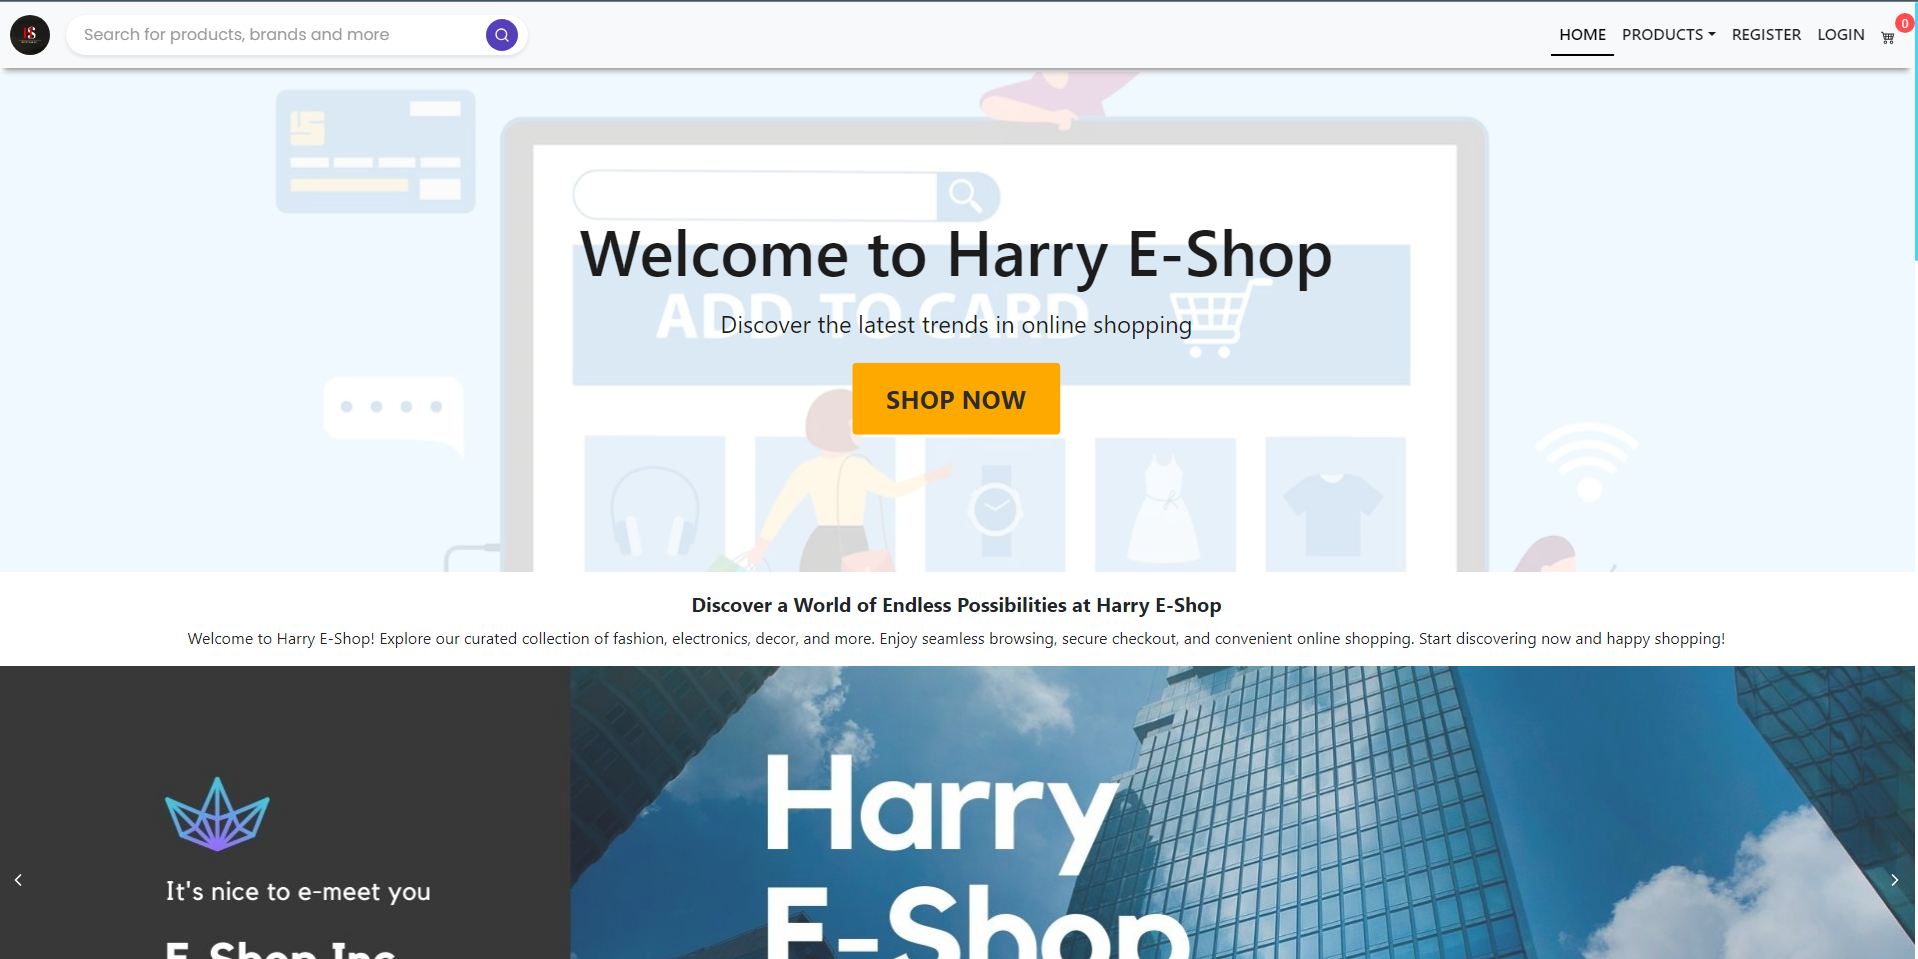 Search for products, brands and more
HOME PRODUCTS REGISTER LOGIN 0
Welcome to Harry E-Shop
ADD TO CARD
Discover the latest trends in online shopping
SHOP NOW
Discover a World of Endless Possibilities at Harry E-Shop
Welcome to Harry E-Shop! Explore our curated collection of fashion, electronics, decor, and more. Enjoy seamless browsing, secure checkout, and convenient online shopping. Start discovering now and happy shopping!
It's nice to e-meet you
E-Shop Inc
Harry
E-Shop